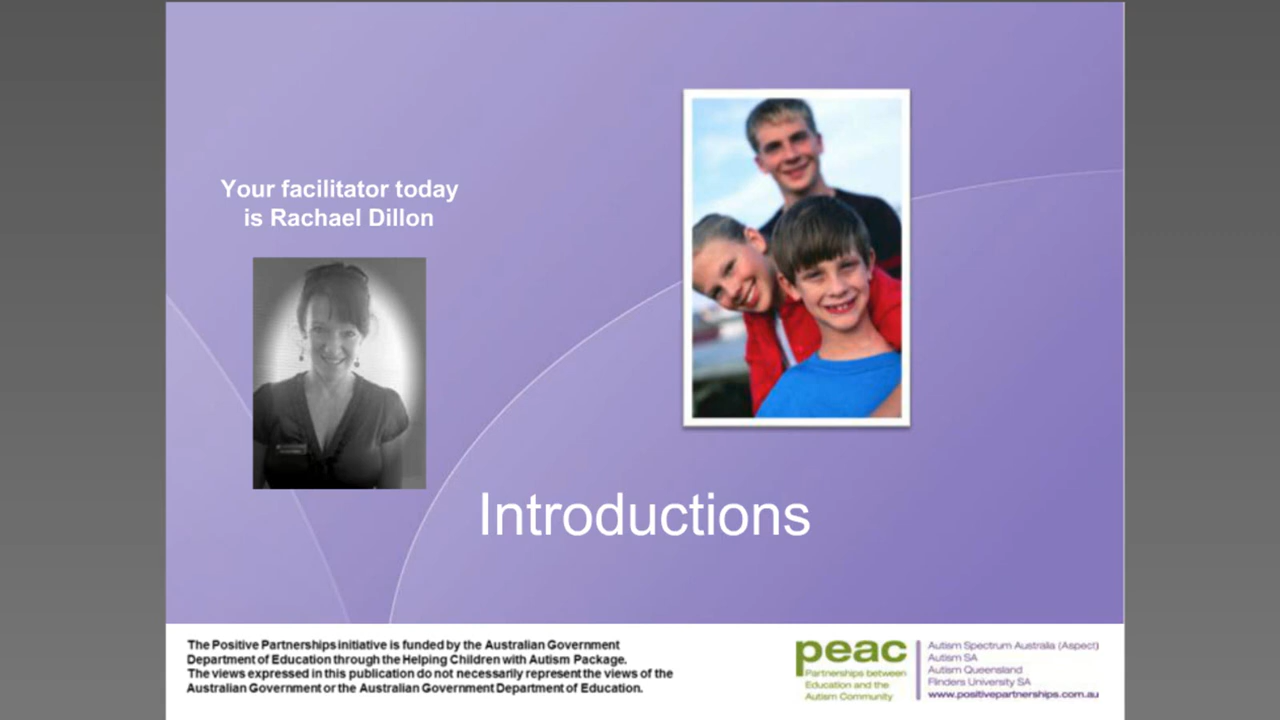 Your facilitator today
is Rachael Dillon
Introductions
The Positive Partnerships initiative is funded by the Australian Government
Department of Education through the Helping Children with Autism Package.
The views expressed in this publication do not necessarily represent the views of the
Australian Government or the Australian Government Department of Education.
peac
Partnerships between
Education and the
Autism Community
Autism Spectrum Australia (Aspect)
Autism SA
Autism Queensland
Flinders University SA
www.positivepartnerships.com.au